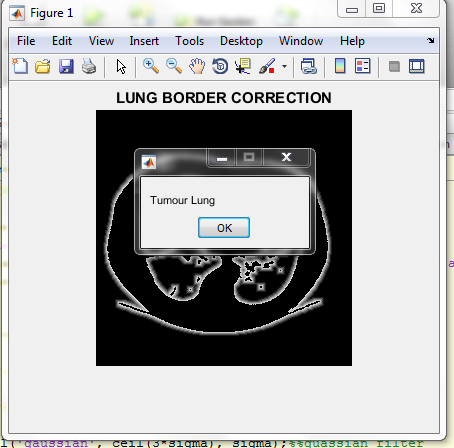 Figure 1
File Edit View Insert Tools Desktop Window Help
LUNG BORDER CORRECTION
Tumour Lung
OK
l('gaussian', ceil(3*sigma), sigma);%%guassian filter